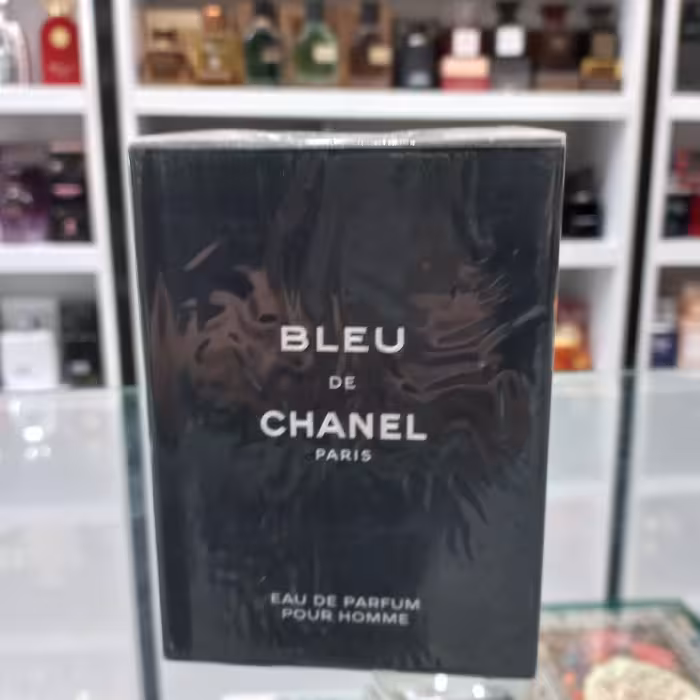 BLEU
DE
CHANEL
PARIS
EAU DE PARFUM
POUR HOMME